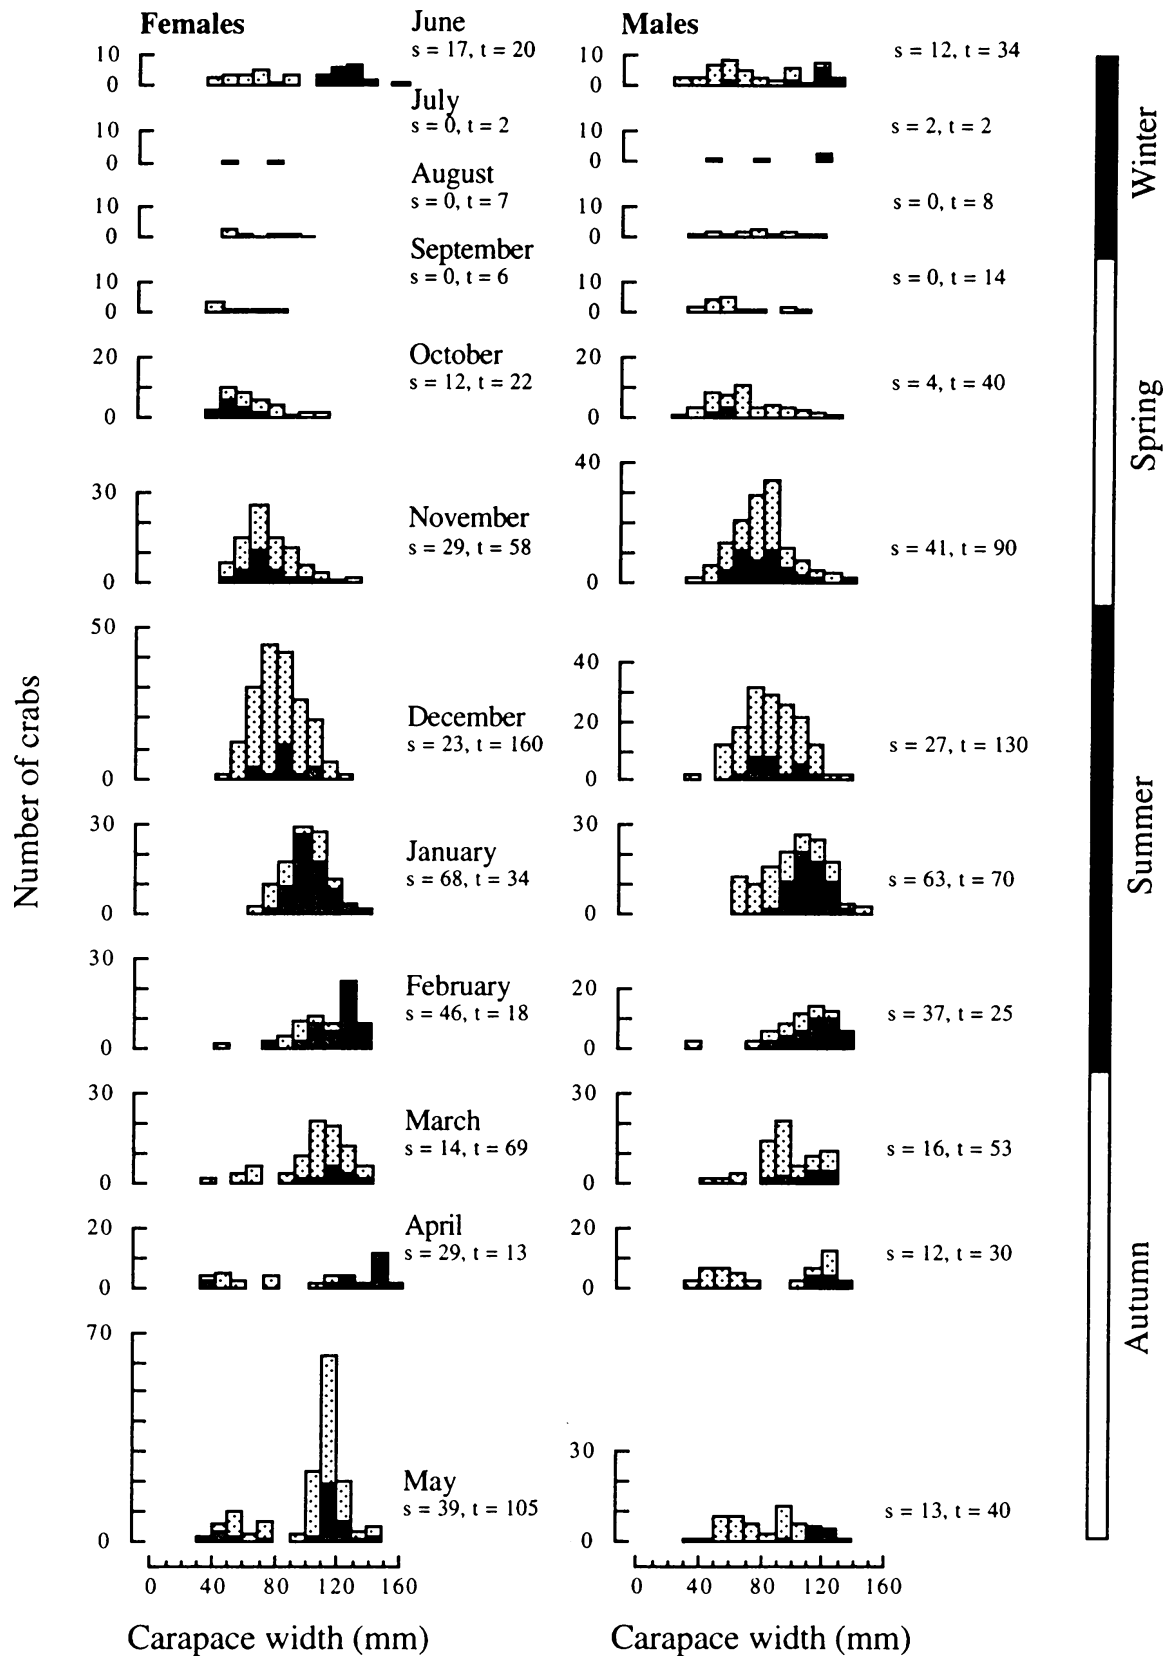 Females
June
Males
s = 17, t = 20
s = 12, t = 34
10
0
10
0
July
s = 0, t = 2
s = 2, t = 2
10
0
10
0
August
s = 0, t = 7
s = 0, t = 8
10
0
10
0
September
s = 0, t = 6
s = 0, t = 14
10
0
10
0
October
s = 12, t = 22
s = 4, t = 40
20
0
20
0
November
s = 29, t = 58
s = 41, t = 90
30
0
40
0
December
s = 23, t = 160
s = 27, t = 130
50
0
40
20
0
January
s = 68, t = 34
s = 63, t = 70
30
0
30
0
February
s = 46, t = 18
s = 37, t = 25
30
0
20
0
March
s = 14, t = 69
s = 16, t = 53
30
0
30
0
April
s = 29, t = 13
s = 12, t = 30
20
0
20
0
May
s = 39, t = 105
s = 13, t = 40
70
0
30
0
0 40 80 120 160
0 40 80 120 160
Carapace width (mm)
Carapace width (mm)
Number of crabs
Winter
Spring
Summer
Autumn